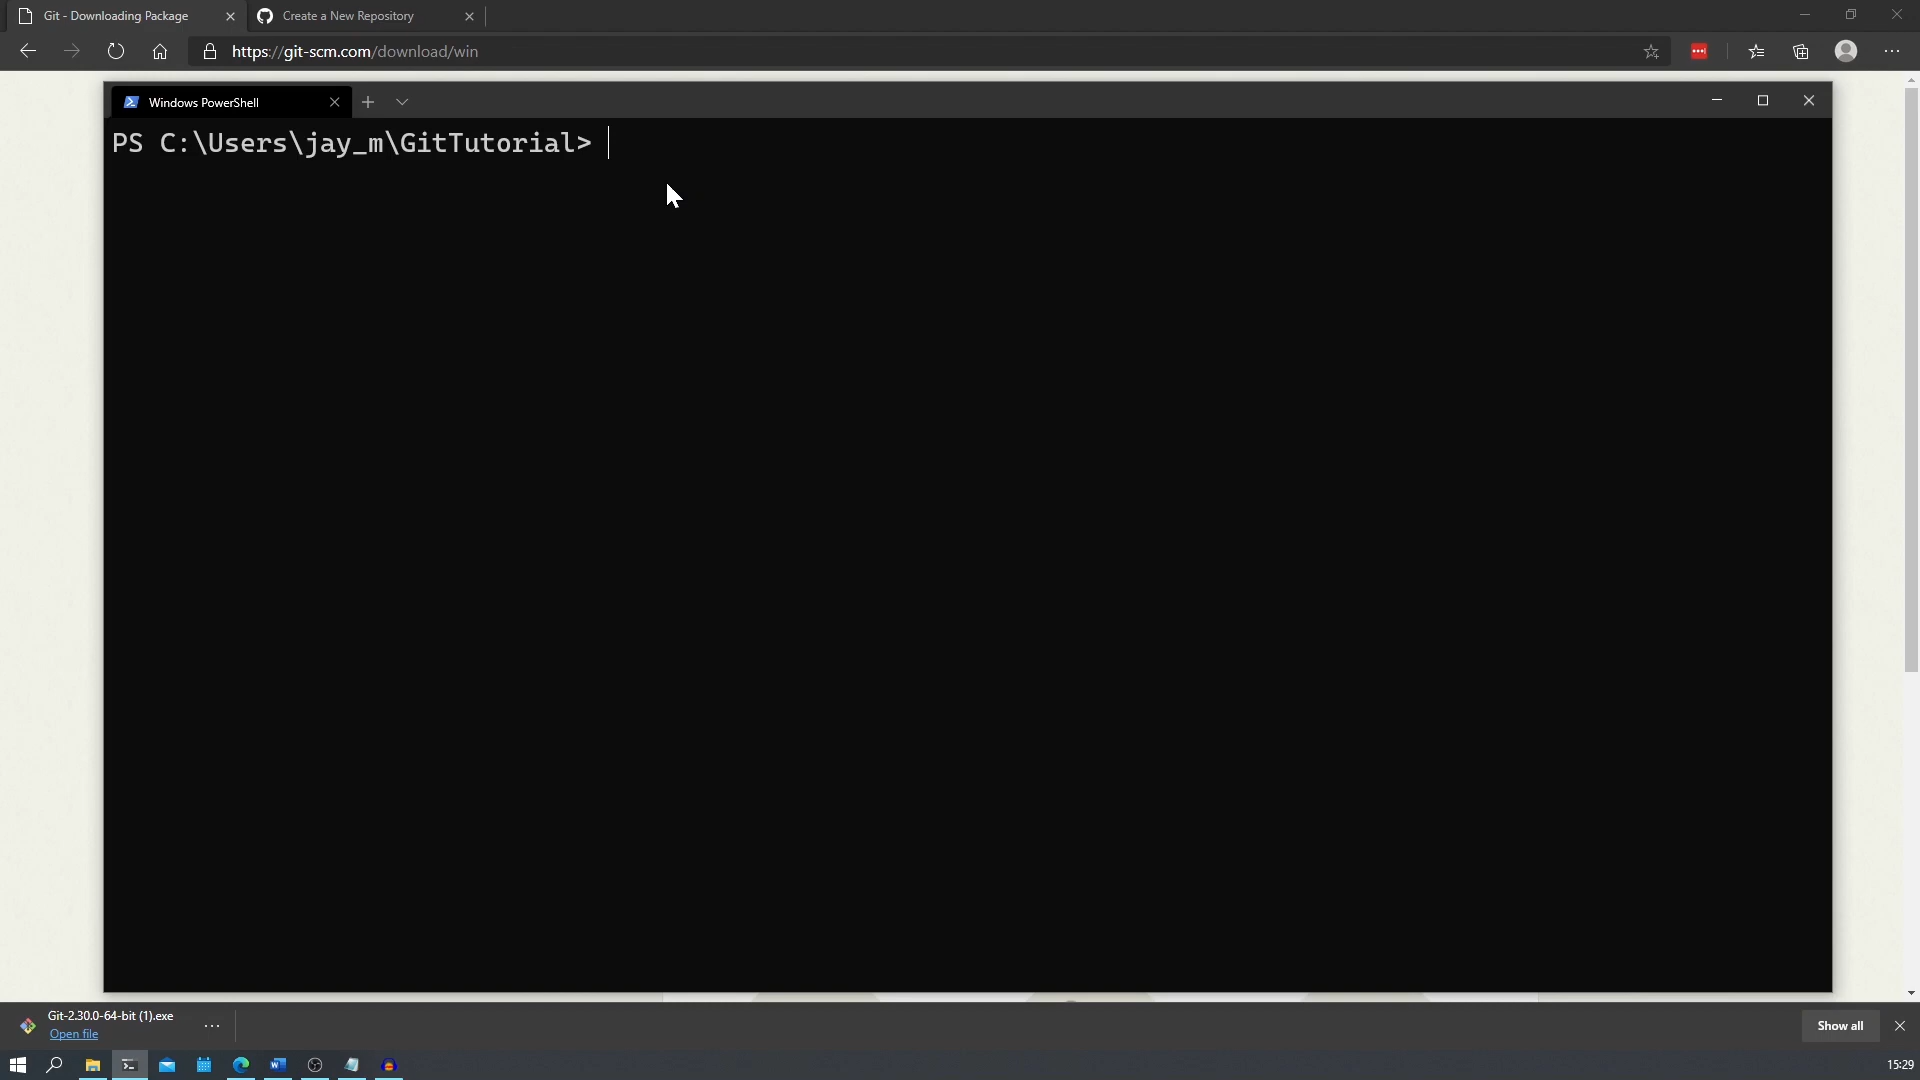 Git - Downloading Package
Create a New Repository
https://git-scm.com/download/win
Windows PowerShell
PS C:\Users\jay_m\GitTutorial>
Git-2.30.0-64-bit (1).exe
Open file
Show all
15:29